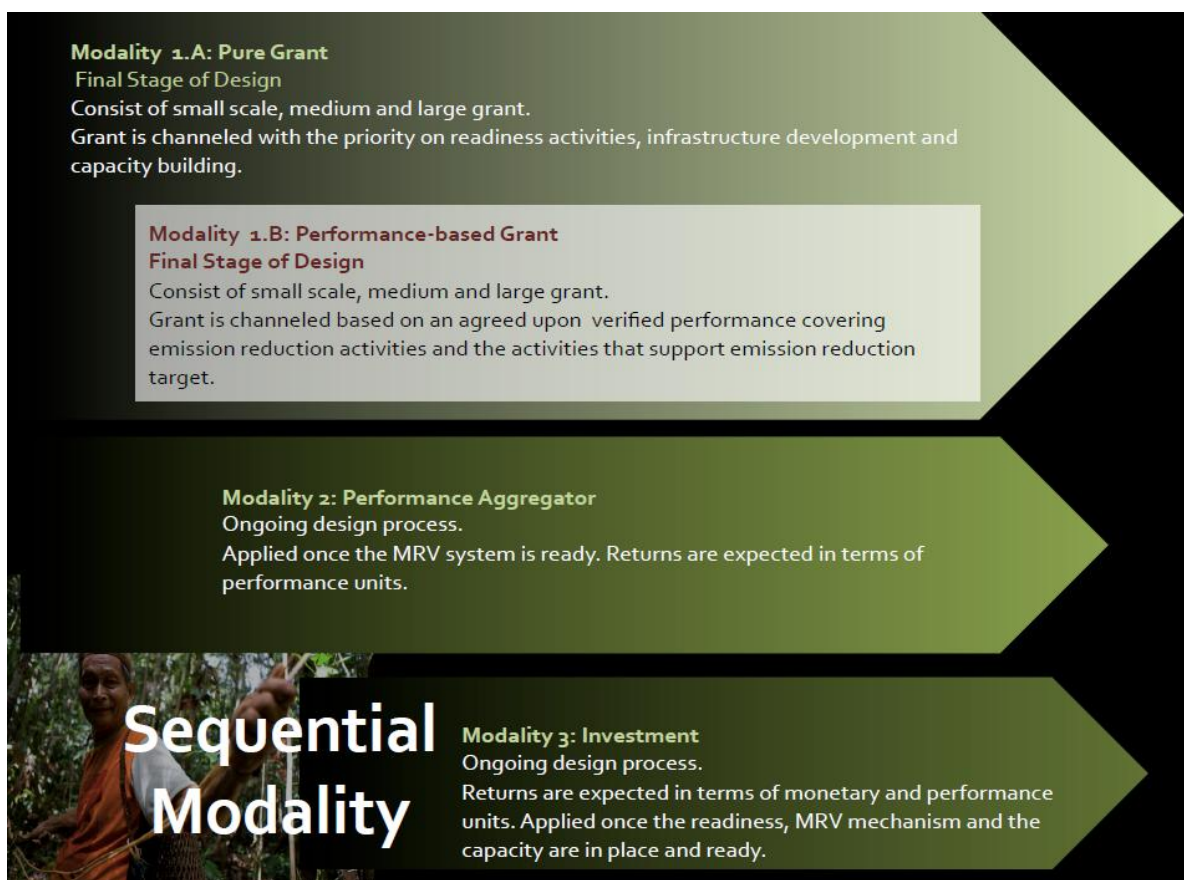 Modality 1.A: Pure Grant
Final Stage of Design
Consist of small scale, medium and large grant.
Grant is channeled with the priority on readiness activities, infrastructure development and
capacity building.
Modality 1.B: Performance-based Grant
Final Stage of Design
Consist of small scale, medium and large grant.
Grant is channeled based on an agreed upon verified performance covering
emission reduction activities and the activities that support emission reduction
target.
Modality 2: Performance Aggregator
Ongoing design process.
Applied once the MRV system is ready. Returns are expected in terms of
performance units.
Sequential
Modality
Modality 3: Investment
Ongoing design process.
Returns are expected in terms of monetary and performance
units. Applied once the readiness, MRV mechanism and the
capacity are in place and ready.